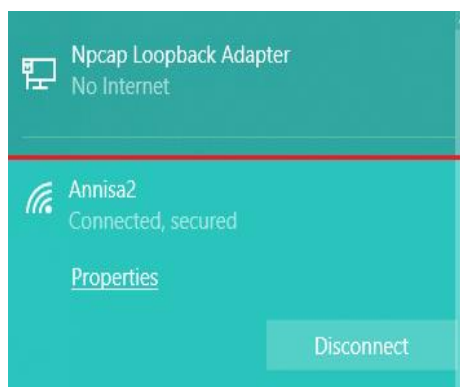 Npcap Loopback Adapter
No Internet
Annisa2
Connected, secured
Properties
Disconnect